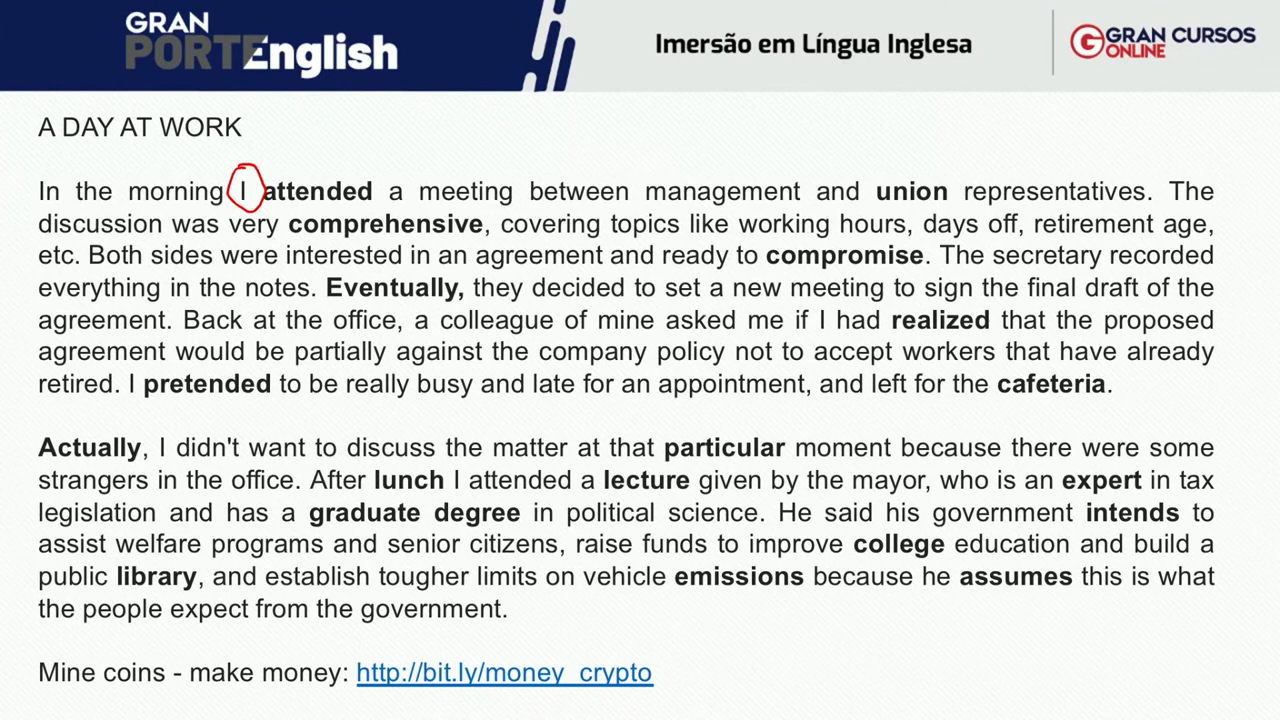 GRAN
PORTEnglish
Imersão em Língua Inglesa
GRAN CURSOS
ONLINE
A DAY AT WORK
In the morning I attended a meeting between management and union representatives. The
discussion was very comprehensive, covering topics like working hours, days off, retirement age,
etc. Both sides were interested in an agreement and ready to compromise. The secretary recorded
everything in the notes. Eventually, they decided to set a new meeting to sign the final draft of the
agreement. Back at the office, a colleague of mine asked me if I had realized that the proposed
agreement would be partially against the company policy not to accept workers that have already
retired. I pretended to be really busy and late for an appointment, and left for the cafeteria.
Actually, I didn't want to discuss the matter at that particular moment because there were some
strangers in the office. After lunch I attended a lecture given by the mayor, who is an expert in tax
legislation and has a graduate degree in political science. He said his government intends to
assist welfare programs and senior citizens, raise funds to improve college education and build a
public library, and establish tougher limits on vehicle emissions because he assumes this is what
the people expect from the government.
Mine coins - make money: http://bit.ly/money_crypto